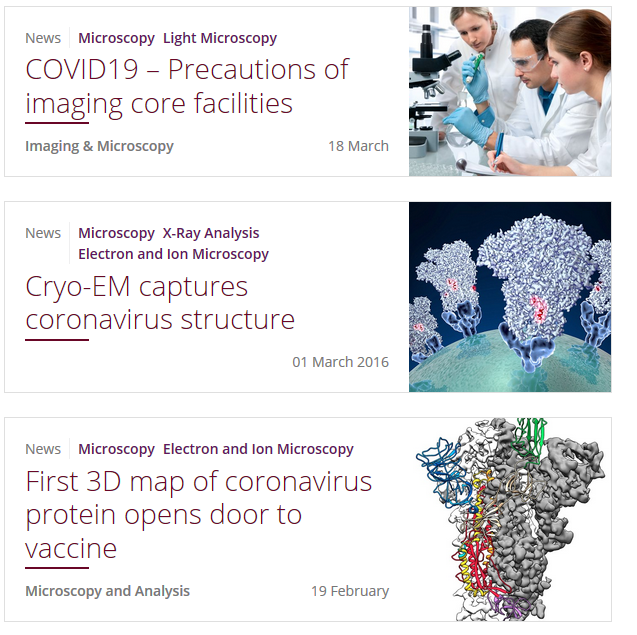 News Microscopy Light Microscopy
COVID19 – Precautions of
imaging core facilities
Imaging & Microscopy 18 March
News Microscopy X-Ray Analysis
Electron and Ion Microscopy
Cryo-EM captures
coronavirus structure
01 March 2016
News Microscopy Electron and Ion Microscopy
First 3D map of coronavirus
protein opens door to
vaccine
Microscopy and Analysis 19 February